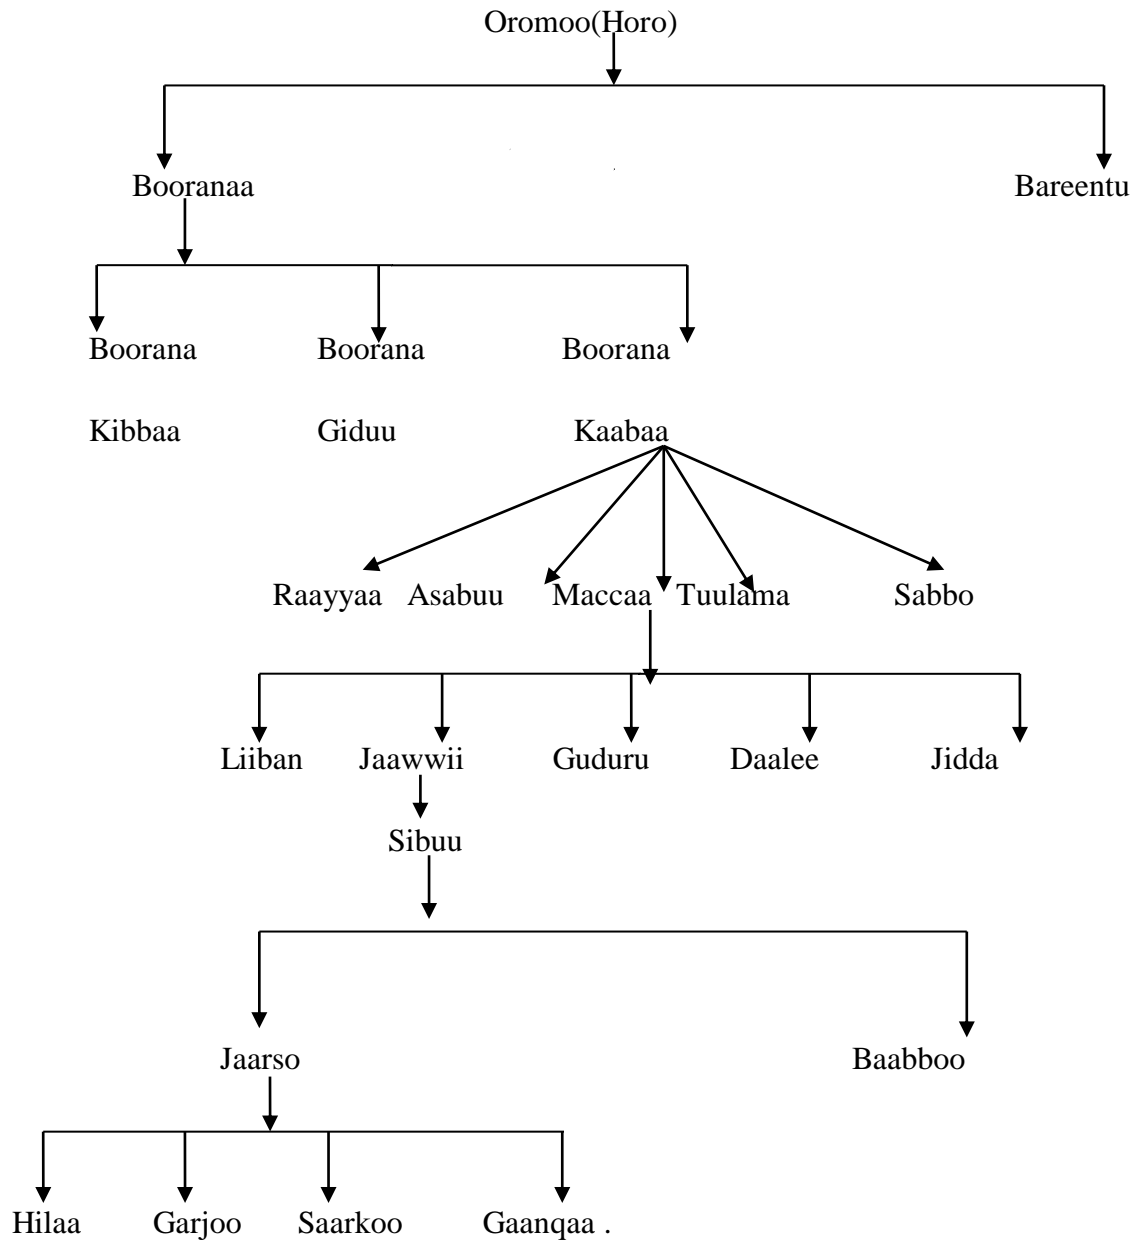 Oromoo(Horo)
Booranaa Bareentu
Boorana Boorana Boorana
Kibbaa Giduu Kaabaa
Raayyaa Asabuu Maccaa Tuulama Sabbo
Liiban Jaawwii Guduru Daalee Jidda
Sibuu
Jaarso Baabboo
Hilaa Garjoo Saarkoo Gaanqaa .